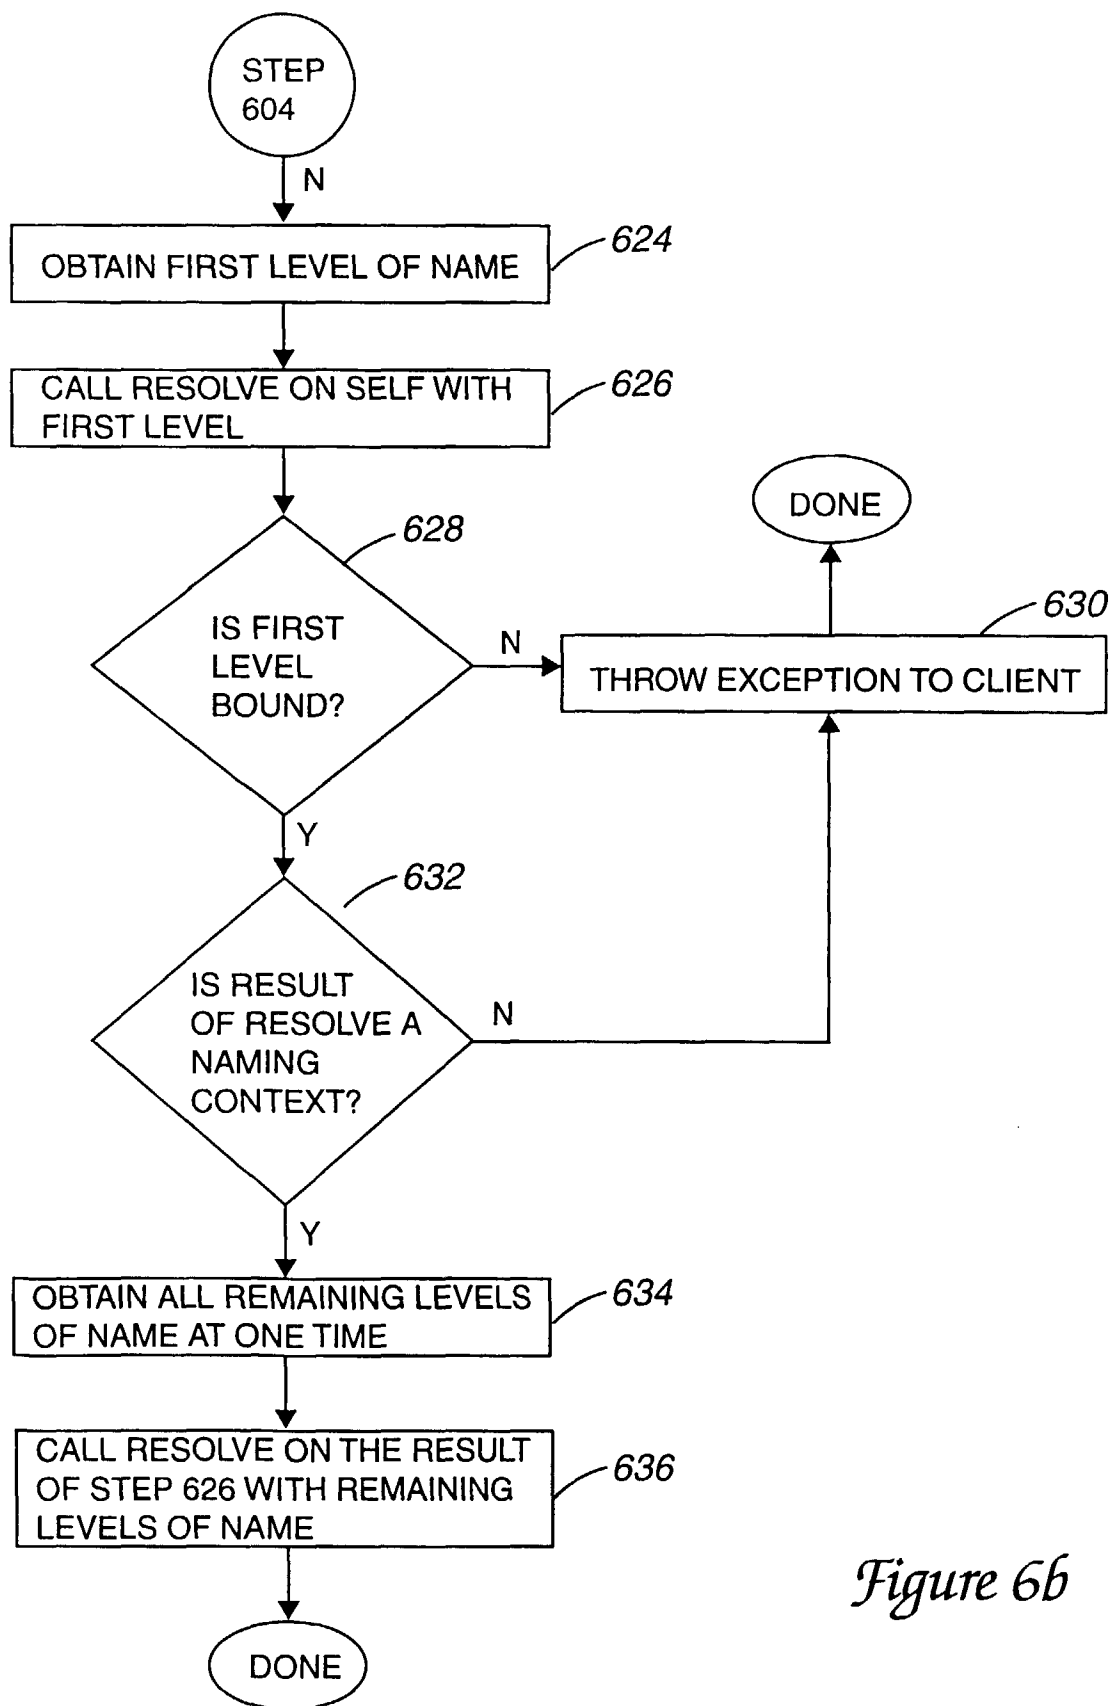 STEP
604
N
OBTAIN FIRST LEVEL OF NAME
624
CALL RESOLVE ON SELF WITH
FIRST LEVEL
626
IS FIRST
LEVEL
BOUND?
628
N
DONE
THROW EXCEPTION TO CLIENT
630
Y
IS RESULT
OF RESOLVE A
NAMING
CONTEXT?
632
N
Y
OBTAIN ALL REMAINING LEVELS
OF NAME AT ONE TIME
634
CALL RESOLVE ON THE RESULT
OF STEP 626 WITH REMAINING
LEVELS OF NAME
636
DONE
Figure 6b